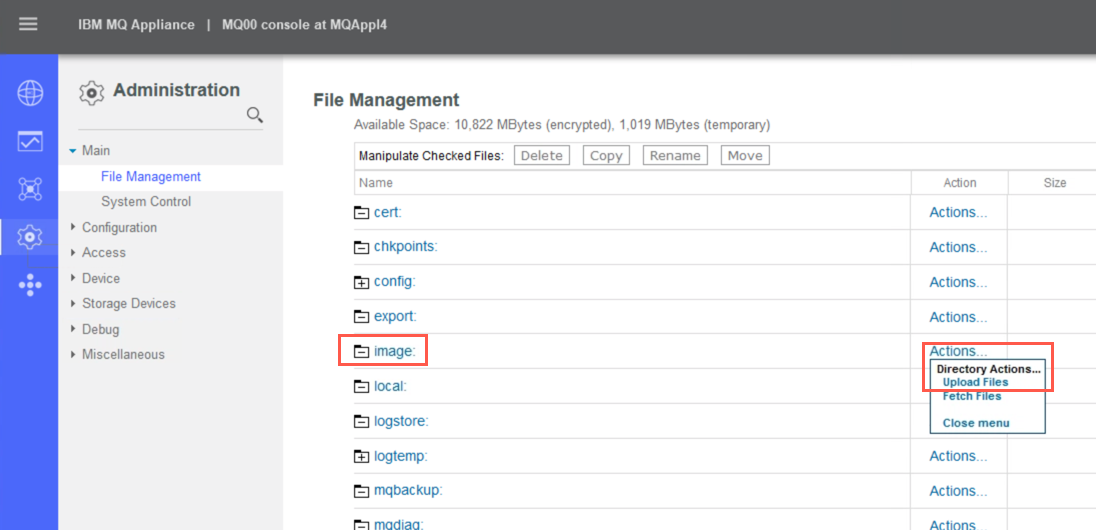 IBM MQ Appliance | MQ00 console at MQAppl4
Administration
Main
File Management
System Control
Configuration
Access
Device
Storage Devices
Debug
Miscellaneous
File Management
Available Space: 10,822 MBytes (encrypted), 1,019 MBytes (temporary)
Manipulate Checked Files: Delete Copy Rename Move
Name Action Size
cert: Actions...
chkpoints: Actions...
config: Actions...
export: Actions...
image: Actions...
Directory Actions...
Upload Files
Fetch Files
Close menu
local:
logstore:
logtemp: Actions...
mqbackup: Actions...
mqdiag: Actions...